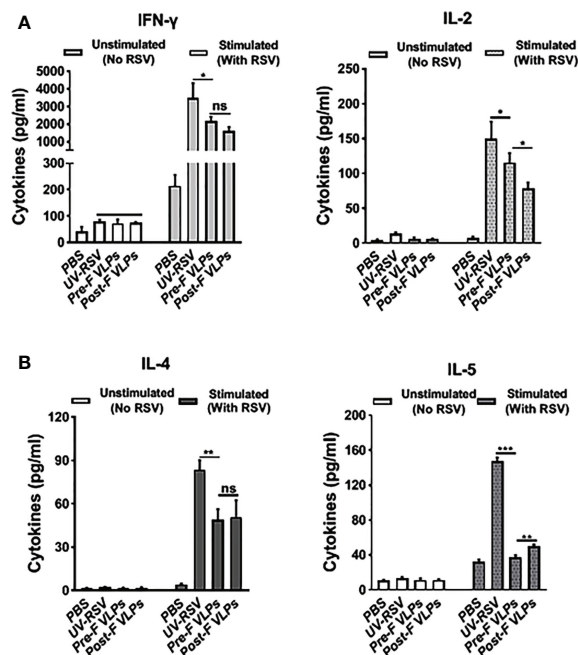 A
IFN-γ
Unstimulated (No RSV)
Stimulated (With RSV)
Cytokines (pg/ml)
5000
4000
3000
2000
1000
300
200
100
0
*
ns
PBS
UV-RSV
Pre-F VLPs
Post-F VLPs
PBS
UV-RSV
Pre-F VLPs
Post-F VLPs
IL-2
Unstimulated (No RSV)
Stimulated (With RSV)
Cytokines (pg/ml)
250
200
150
100
50
0
*
*
PBS
UV-RSV
Pre-F VLPs
Post-F VLPs
PBS
UV-RSV
Pre-F VLPs
Post-F VLPs
B
IL-4
Unstimulated (No RSV)
Stimulated (With RSV)
Cytokines (pg/ml)
120
90
60
30
0
**
ns
PBS
UV-RSV
Pre-F VLPs
Post-F VLPs
PBS
UV-RSV
Pre-F VLPs
Post-F VLPs
IL-5
Unstimulated (No RSV)
Stimulated (With RSV)
Cytokines (pg/ml)
200
160
120
80
40
0
***
**
PBS
UV-RSV
Pre-F VLPs
Post-F VLPs
PBS
UV-RSV
Pre-F VLPs
Post-F VLPs